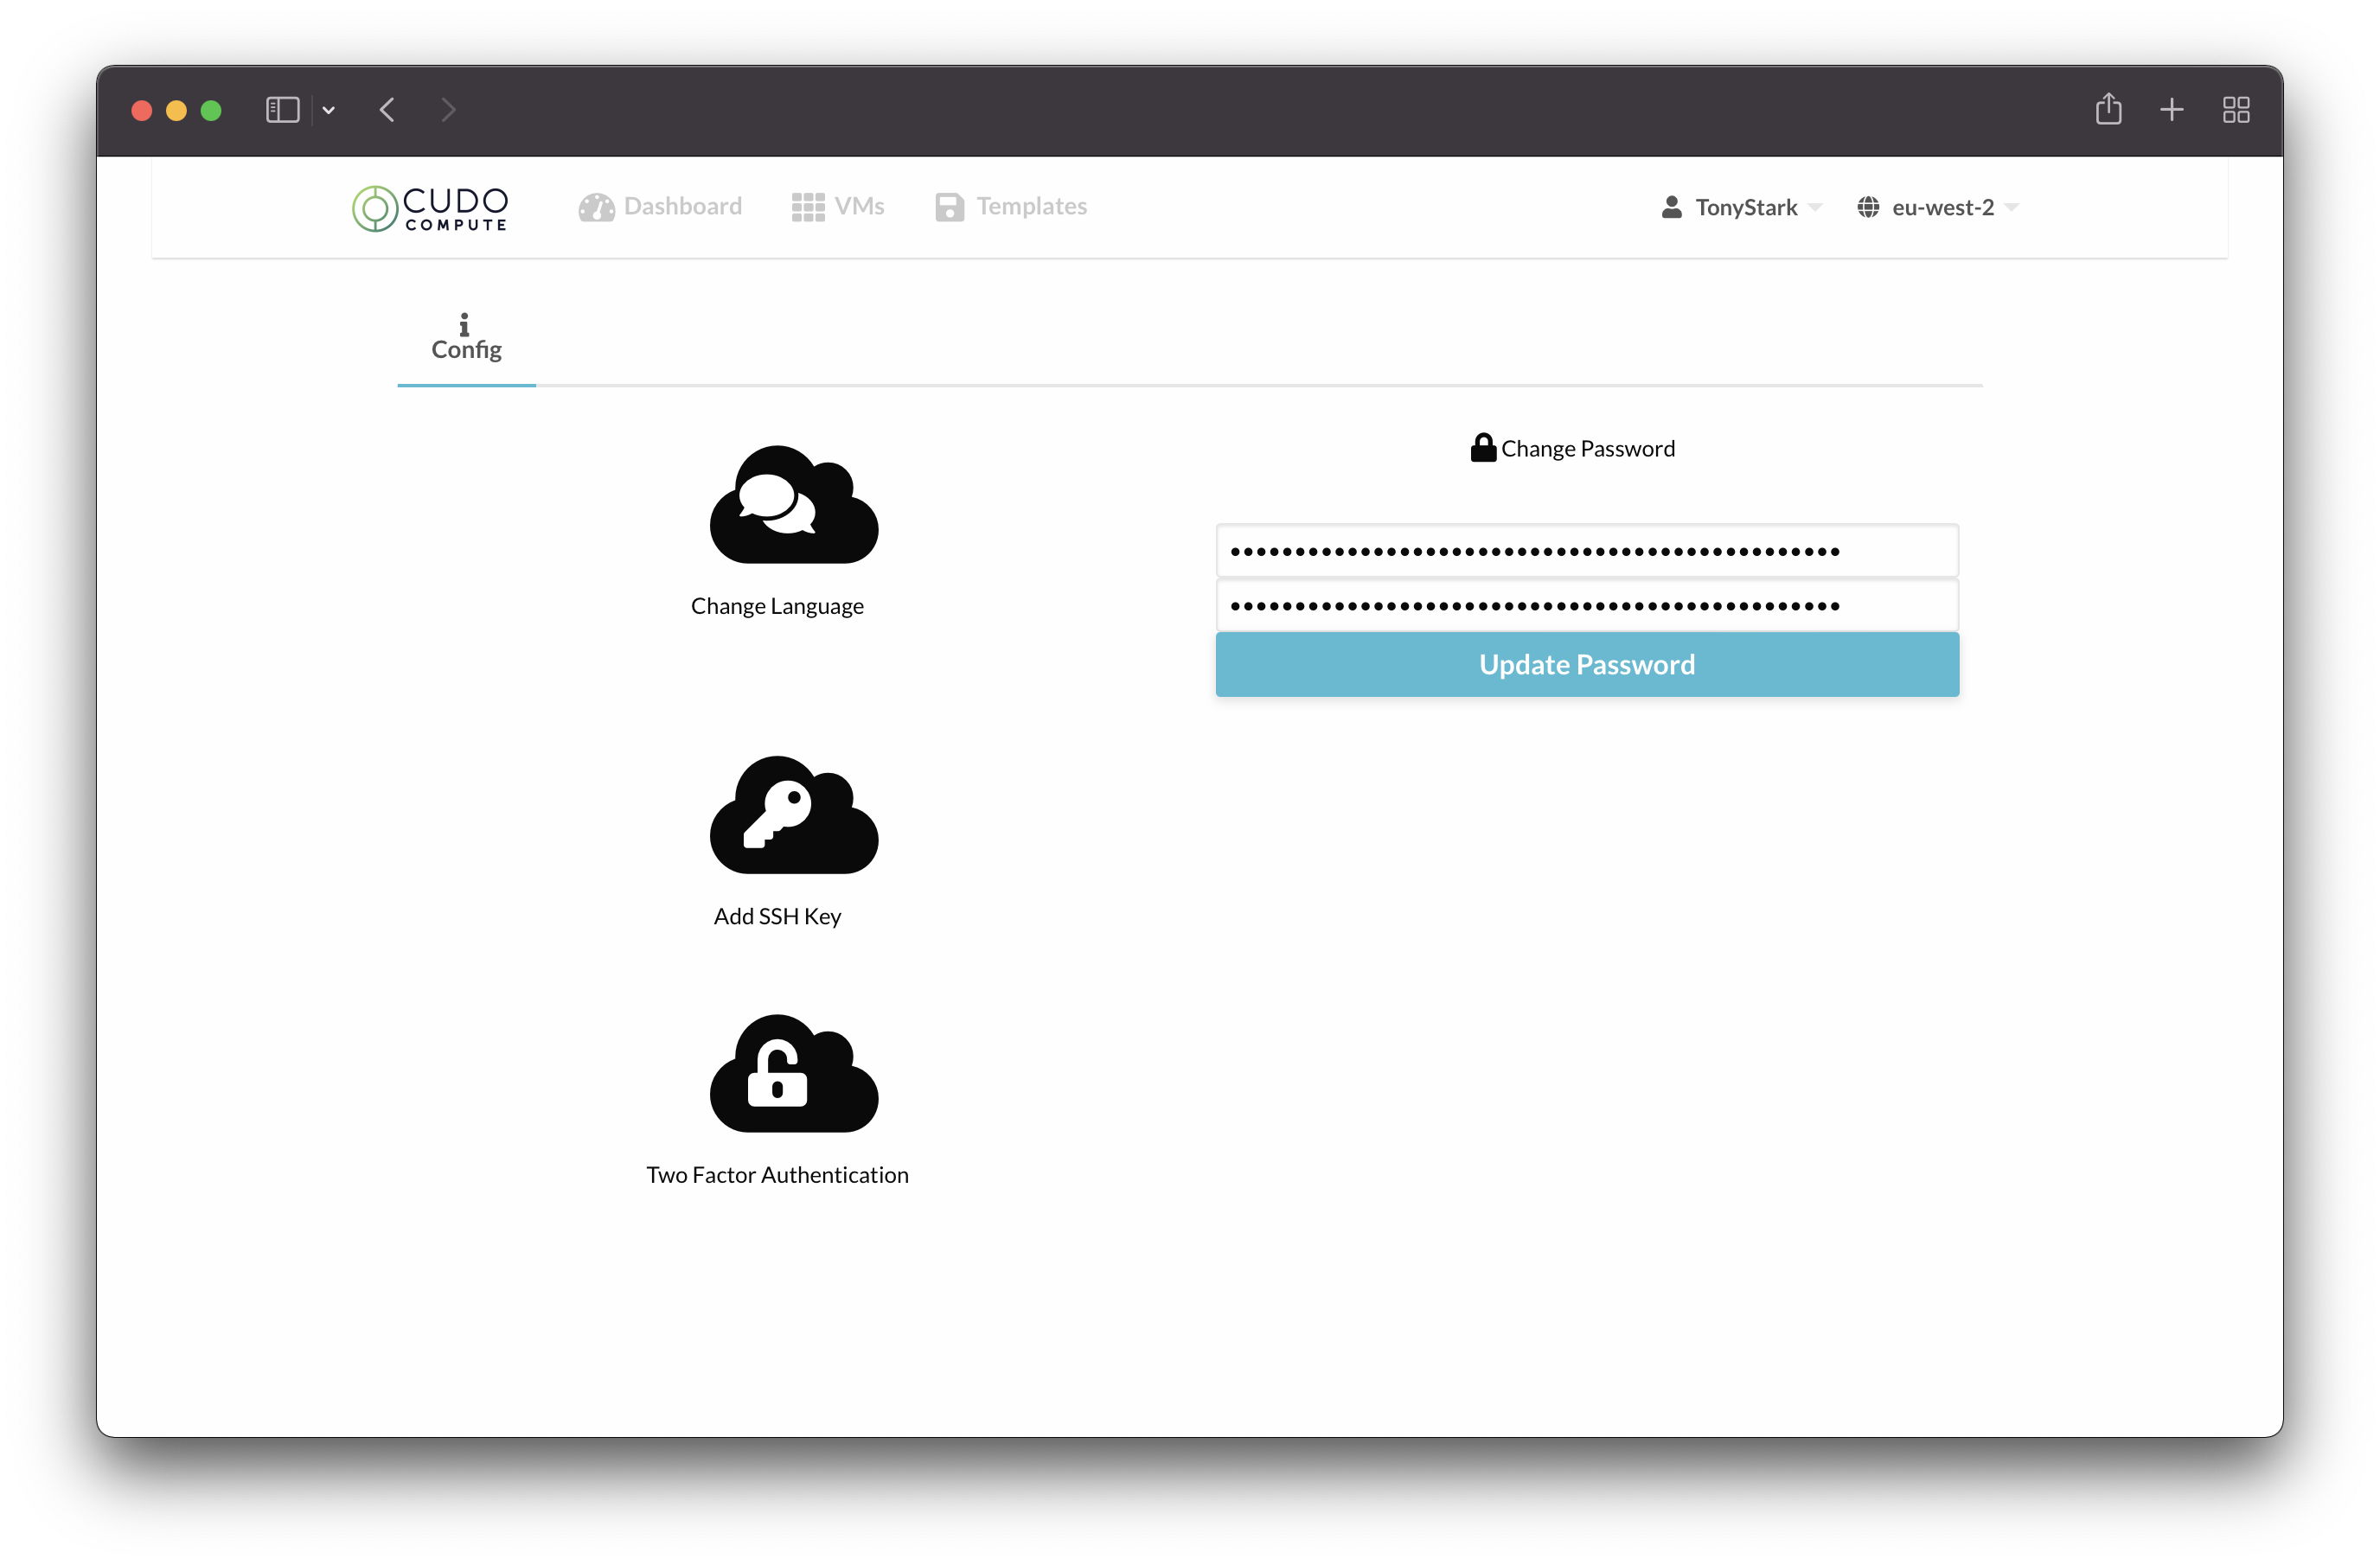 CUDO
COMPUTE
Dashboard
VMs
Templates
TonyStark
eu-west-2
Config
Change Language
Add SSH Key
Two Factor Authentication
Change Password
•••••••••••••••••••••••••••••••••••••••••••••••
•••••••••••••••••••••••••••••••••••••••••••••••
Update Password